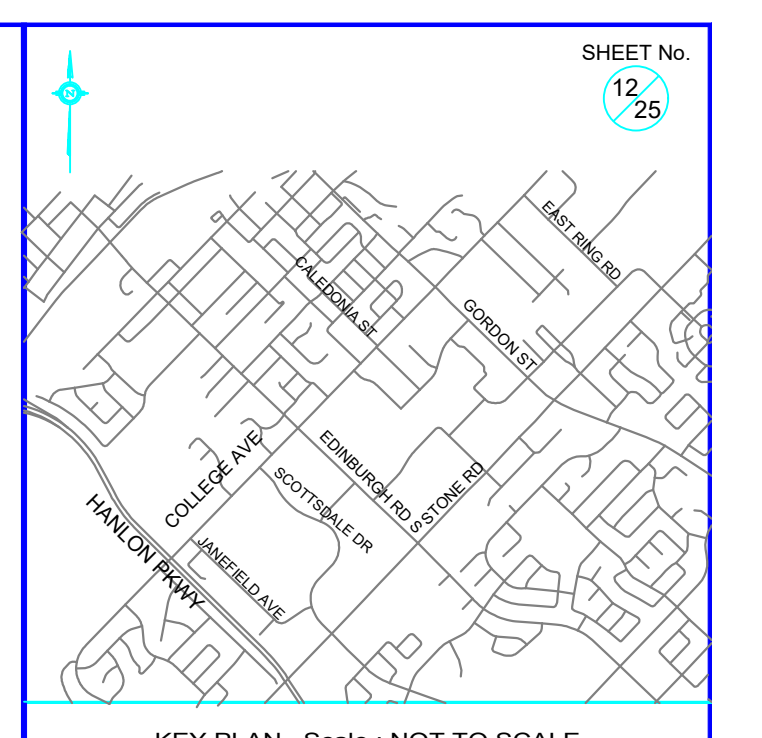 SHEET No.
N
12
25
EAST RING RD
CALEDONIA ST
GORDON ST
COLLEGE AVE
EDINBURGH RD S
STONE RD
SCOTTSDALE DR
HANLON PKWY
JANEFIELD AVE
KEY PLAN - Scale : NOT TO SCALE